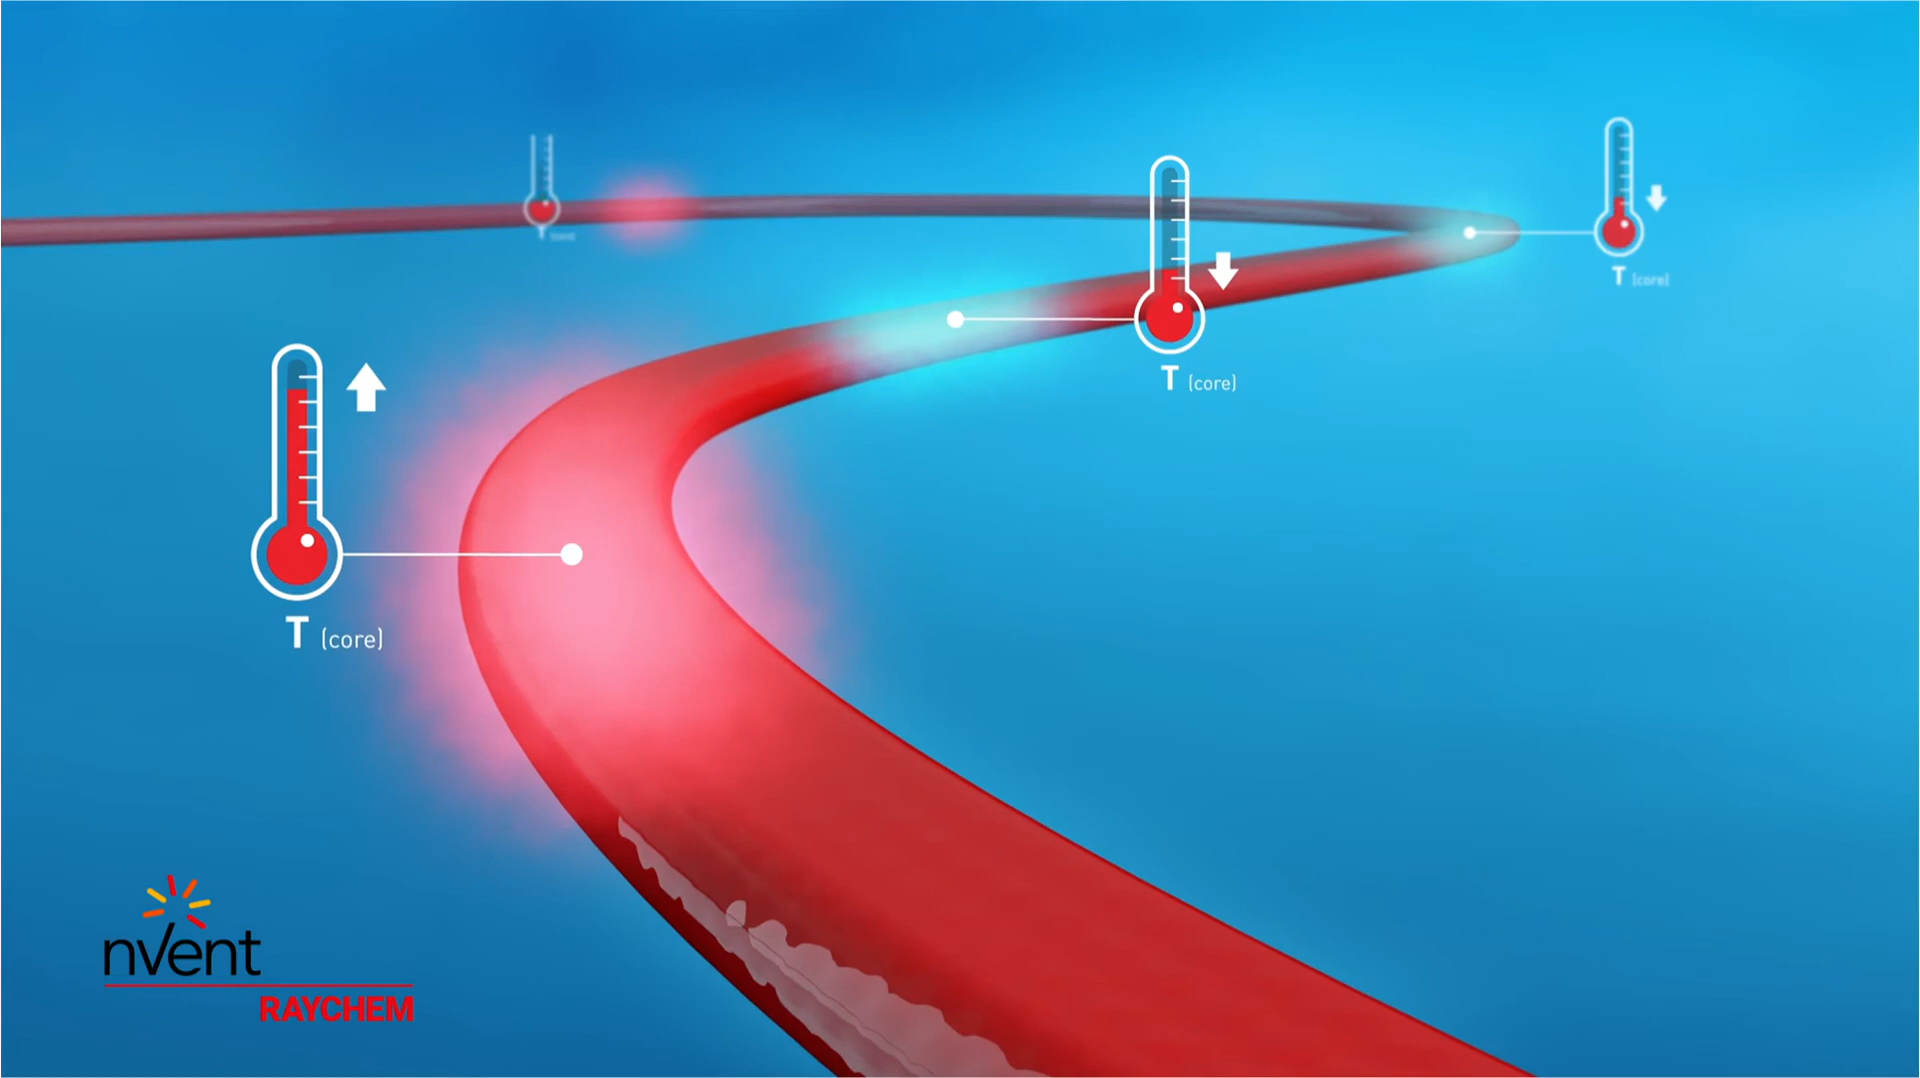 T
T (core)
T (core)
T (core)
nVent
RAYCHEM